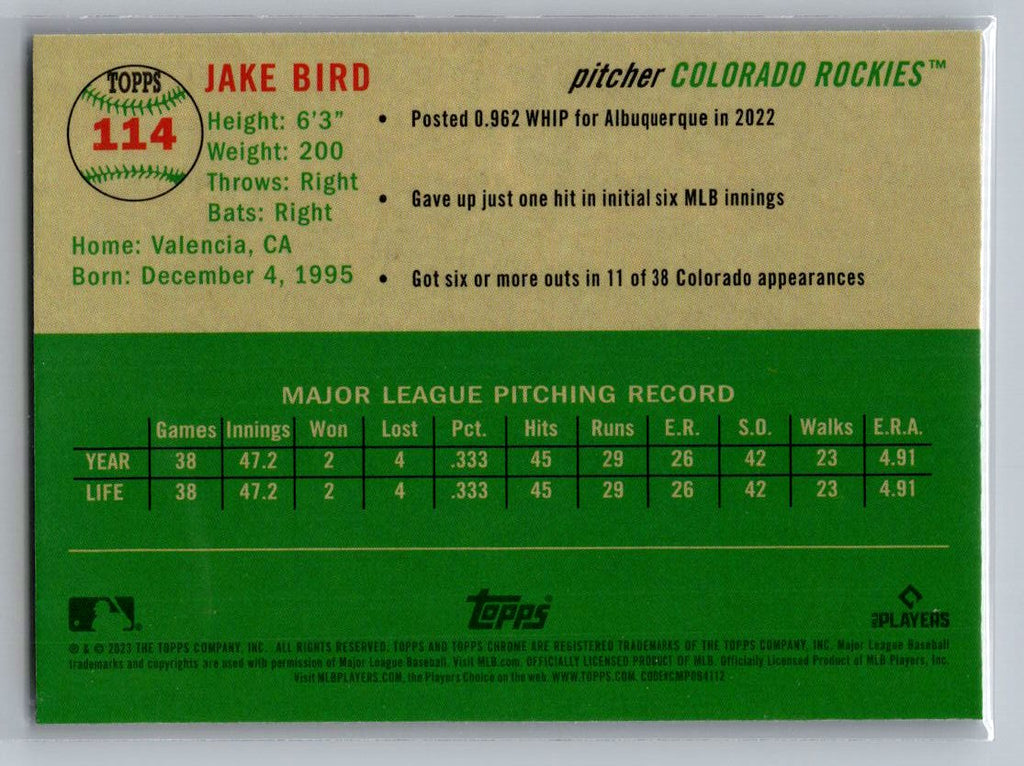 TOPPS
114
JAKE BIRD
pitcher COLORADO ROCKIES™
Height: 6'3"
Weight: 200
Throws: Right
Bats: Right
Home: Valencia, CA
Born: December 4, 1995
• Posted 0.962 WHIP for Albuquerque in 2022
• Gave up just one hit in initial six MLB innings
• Got six or more outs in 11 of 38 Colorado appearances
MAJOR LEAGUE PITCHING RECORD
Games Innings Won Lost Pct. Hits Runs E.R. S.O. Walks E.R.A.
YEAR 38 47.2 2 4 .333 45 29 26 42 23 4.91
LIFE 38 47.2 2 4 .333 45 29 26 42 23 4.91
topps®
PLAYERS
® & © 2023 THE TOPPS COMPANY, INC. ALL RIGHTS RESERVED. TOPPS AND TOPPS CHROME ARE REGISTERED TRADEMARKS OF THE TOPPS COMPANY, INC. Major League Baseball
trademarks and copyrights are used with permission of Major League Baseball. Visit MLB.com. OFFICIALLY LICENSED PRODUCT OF MLB. Officially Licensed Product of MLB Players, Inc.
Visit MLBPLAYERS.COM, the Players Choice on the web. WWW.TOPPS.COM. CODE#CMP084112